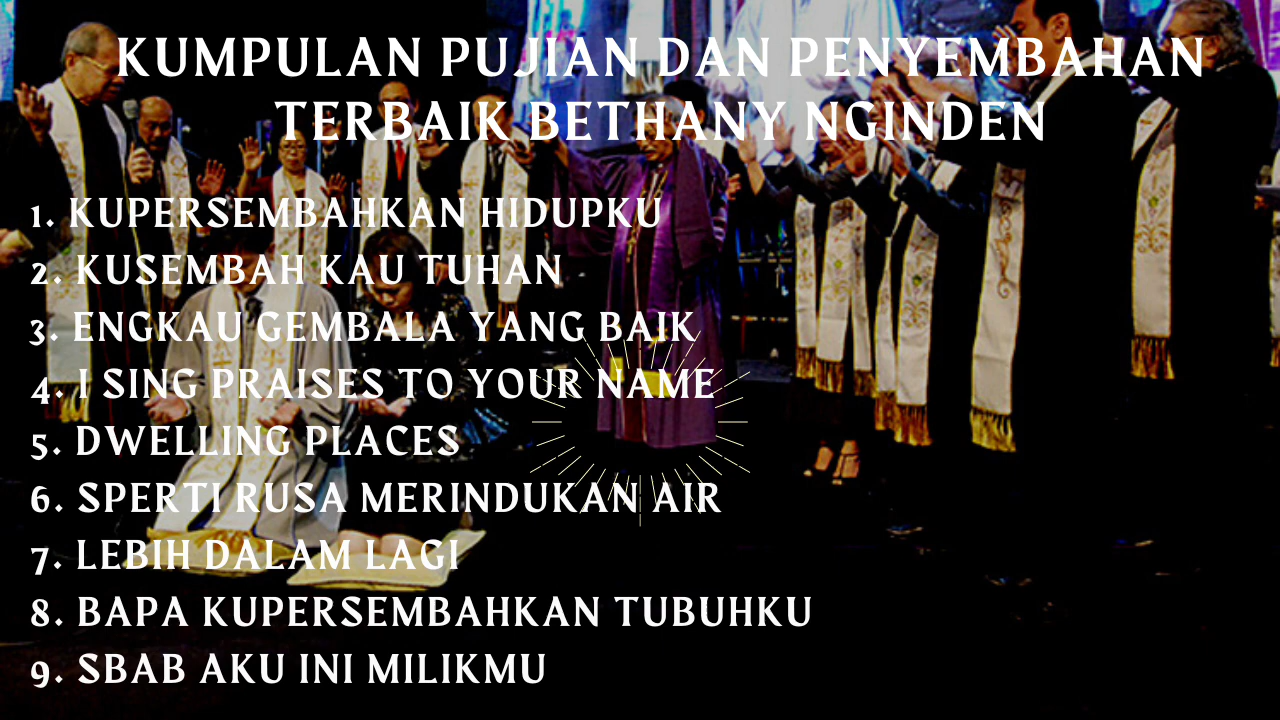 KUMPULAN PUJIAN DAN PENYEMBAHAN
TERBAIK BETHANY NGINDEN
1. KUPERSEMBAHKAN HIDUPKU
2. KUSEMBAH KAU TUHAN
3. ENGKAU GEMBALA YANG BAIK
4. I SING PRAISES TO YOUR NAME
5. DWELLING PLACES
6. SPERTI RUSA MERINDUKAN AIR
7. LEBIH DALAM LAGI
8. BAPA KUPERSEMBAHKAN TUBUHKU
9. SBAB AKU INI MILIKMU